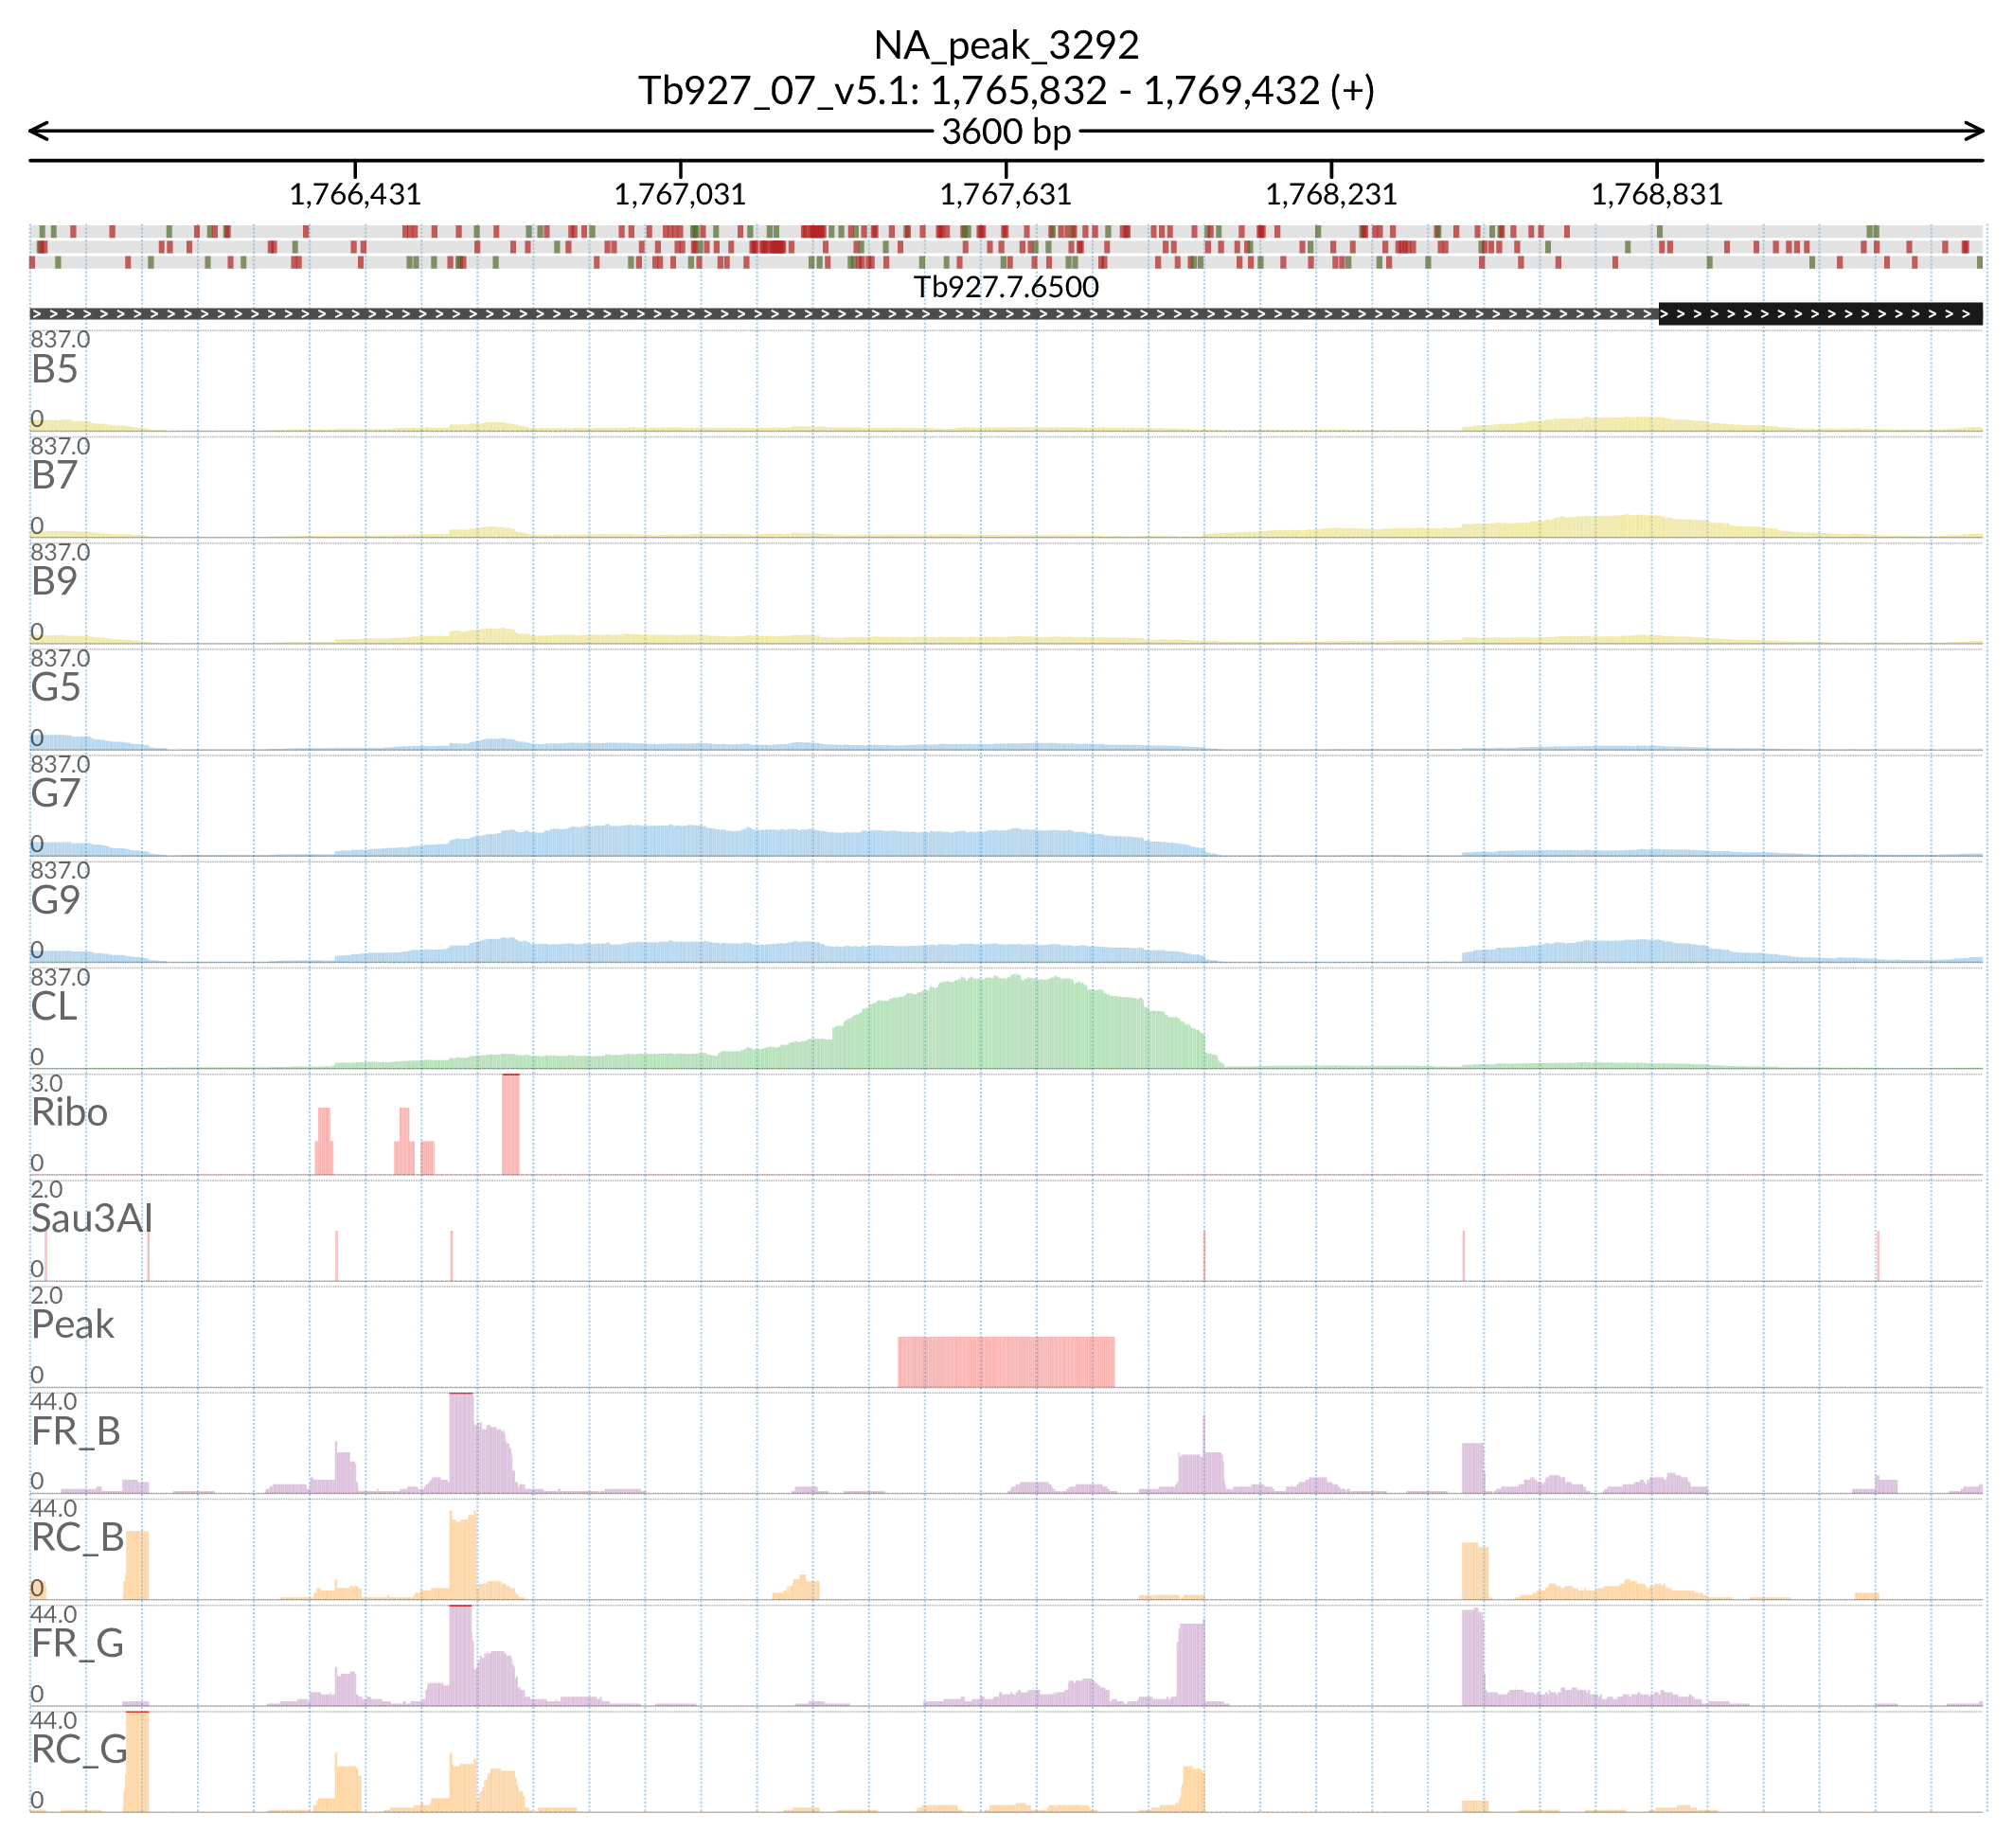 NA_peak_3292
Tb927_07_v5.1: 1,765,832 - 1,769,432 (+)
3600 bp
1,766,431 1,767,031 1,767,631 1,768,231 1,768,831
Tb927.7.6500
837.0
B5
0
837.0
B7
0
837.0
B9
0
837.0
G5
0
837.0
G7
0
837.0
G9
0
837.0
CL
0
3.0
Ribo
0
2.0
Sau3AI
0
2.0
Peak
0
44.0
FR_B
0
44.0
RC_B
0
44.0
FR_G
0
44.0
RC_G
0